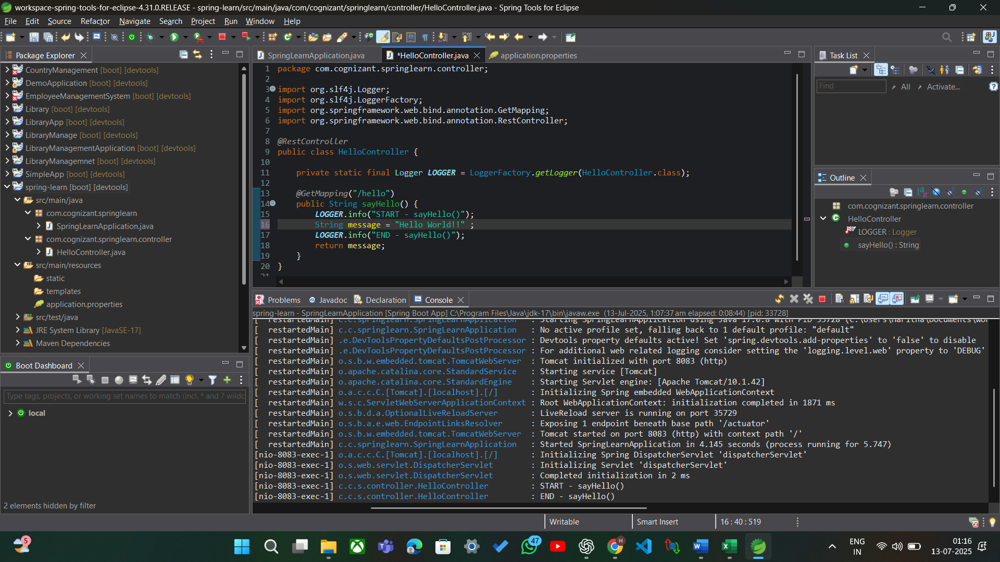 workspace-spring-tools-for-eclipse-4.31.0.RELEASE - spring-learn/src/main/java/com/cognizant/springlearn/controller/HelloController.java - Spring Tools for Eclipse
File Edit Source Refactor Navigate Search Project Run Window Help
Package Explorer
CountryManagement [boot] [devtools]
DemoApplication [boot] [devtools]
EmployeeManagementSystem [boot] [devtools]
Library [boot] [devtools]
LibraryApp [boot] [devtools]
LibraryManage [boot] [devtools]
LibraryManagementApplication [boot] [devtools]
LibraryManagemnet [boot] [devtools]
SimpleApp [boot] [devtools]
spring-learn [boot] [devtools]
src/main/java
com.cognizant.springlearn
SpringLearnApplication.java
com.cognizant.springlearn.controller
HelloController.java
src/main/resources
static
templates
application.properties
src/test/java
JRE System Library [JavaSE-17]
Maven Dependencies
Boot Dashboard
Type tags, projects, or working set names to match (incl. * and ? wildc
local
2 elements hidden by filter
SpringLearnApplication.java *HelloController.java application.properties
1 package com.cognizant.springlearn.controller;
2
3 import org.slf4j.Logger;
4 import org.slf4j.LoggerFactory;
5 import org.springframework.web.bind.annotation.GetMapping;
6 import org.springframework.web.bind.annotation.RestController;
7
8 @RestController
9 public class HelloController {
10
11 private static final Logger LOGGER = LoggerFactory.getLogger(HelloController.class);
12
13 @GetMapping("/hello")
14 public String sayHello() {
15 LOGGER.info("START - sayHello()");
16 String message = "Hello World!!" ;
17 LOGGER.info("END - sayHello()");
18 return message;
19 }
20 }
21
Task List
Find All Activate...
Outline
com.cognizant.springlearn.controller
HelloController
LOGGER : Logger
sayHello() : String
Problems Javadoc Declaration Console
spring-learn - SpringLearnApplication [Spring Boot App] C:\Program Files\Java\jdk-17\bin\javaw.exe (13-Jul-2025, 1:07:37 am elapsed: 0:08:44) [pid: 33728]
[ restartedMain] c.c.springlearn.SpringLearnApplication : Starting SpringLearnApplication using Java 17.0.8 with PID 33728 (C:\Users\haritha\Documents\wor
[ restartedMain] c.c.springlearn.SpringLearnApplication : No active profile set, falling back to 1 default profile: "default"
[ restartedMain] .e.DevToolsPropertyDefaultsPostProcessor : Devtools property defaults active! Set 'spring.devtools.add-properties' to 'false' to disable
[ restartedMain] .e.DevToolsPropertyDefaultsPostProcessor : For additional web related logging consider setting the 'logging.level.web' property to 'DEBUG'
[ restartedMain] o.s.b.w.embedded.tomcat.TomcatWebServer : Tomcat initialized with port 8083 (http)
[ restartedMain] o.apache.catalina.core.StandardService : Starting service [Tomcat]
[ restartedMain] o.apache.catalina.core.StandardEngine : Starting Servlet engine: [Apache Tomcat/10.1.42]
[ restartedMain] o.a.c.c.C.[Tomcat].[localhost].[/] : Initializing Spring embedded WebApplicationContext
[ restartedMain] w.s.c.ServletWebServerApplicationContext : Root WebApplicationContext: initialization completed in 1871 ms
[ restartedMain] o.s.b.d.a.OptionalLiveReloadServer : LiveReload server is running on port 35729
[ restartedMain] o.s.b.a.e.web.EndpointLinksResolver : Exposing 1 endpoint beneath base path '/actuator'
[ restartedMain] o.s.b.w.embedded.tomcat.TomcatWebServer : Tomcat started on port 8083 (http) with context path '/'
[ restartedMain] c.c.springlearn.SpringLearnApplication : Started SpringLearnApplication in 4.145 seconds (process running for 5.747)
[nio-8083-exec-1] o.a.c.c.C.[Tomcat].[localhost].[/] : Initializing Spring DispatcherServlet 'dispatcherServlet'
[nio-8083-exec-1] o.s.web.servlet.DispatcherServlet : Initializing Servlet 'dispatcherServlet'
[nio-8083-exec-1] o.s.web.servlet.DispatcherServlet : Completed initialization in 2 ms
[nio-8083-exec-1] c.c.s.controller.HelloController : START - sayHello()
[nio-8083-exec-1] c.c.s.controller.HelloController : END - sayHello()
Writable Smart Insert 16 : 40 : 519
5
47
H
ENG
IN
01:16
13-07-2025